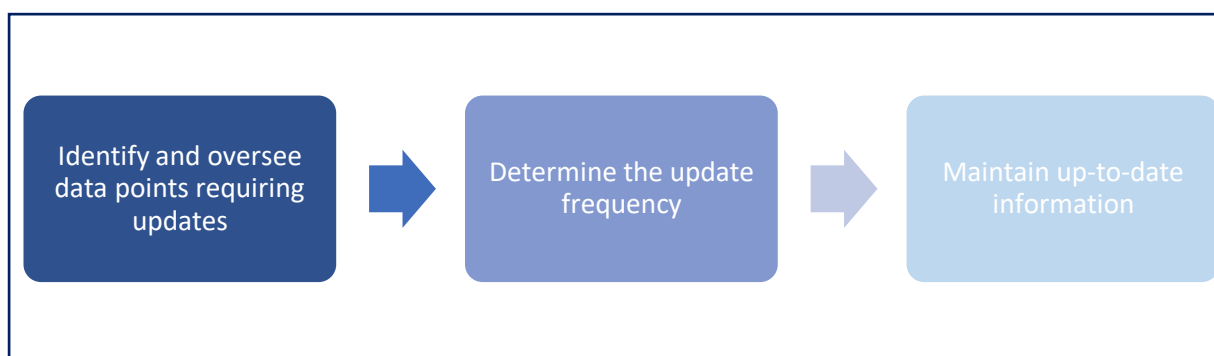 Identify and oversee
data points requiring
updates
Determine the update
frequency
Maintain up-to-date
information